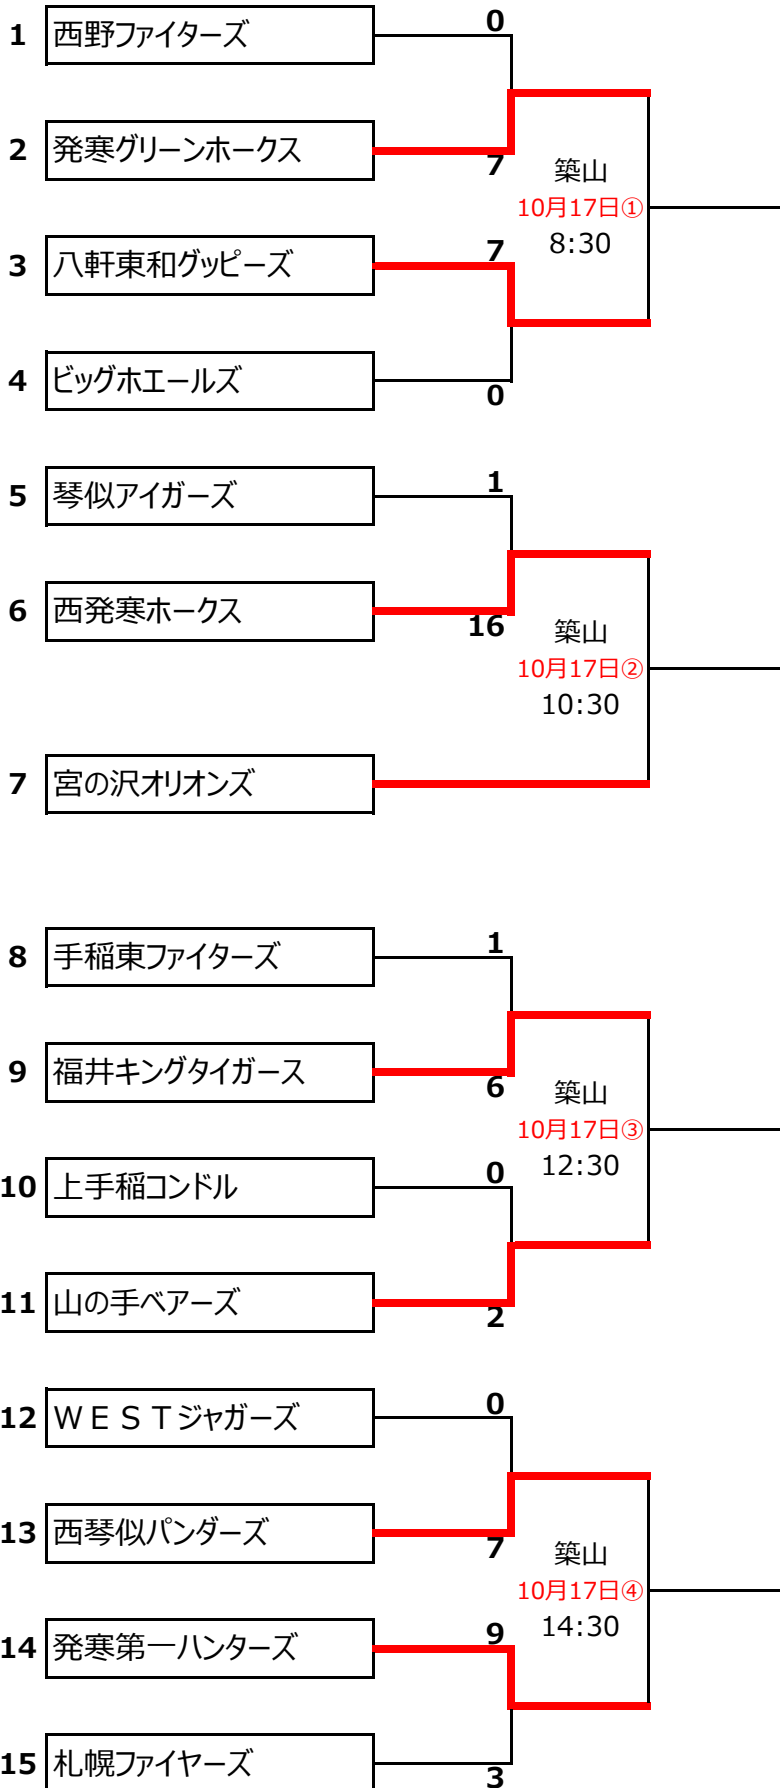 1 西野ファイターズ 0
2 発寒グリーンホークス 7
築山
10月17日①
8:30
3 八軒東和グッピーズ 7
4 ビッグホエールズ 0
5 琴似アイガーズ 1
6 西発寒ホークス 16
築山
10月17日②
10:30
7 宮の沢オリオンズ
8 手稲東ファイターズ 1
9 福井キングタイガース 6
築山
10月17日③
12:30
10 上手稲コンドル 0
11 山の手ベアーズ 2
12 ＷＥＳＴジャガーズ 0
13 西琴似パンダーズ 7
築山
10月17日④
14:30
14 発寒第一ハンターズ 9
15 札幌ファイヤーズ 3